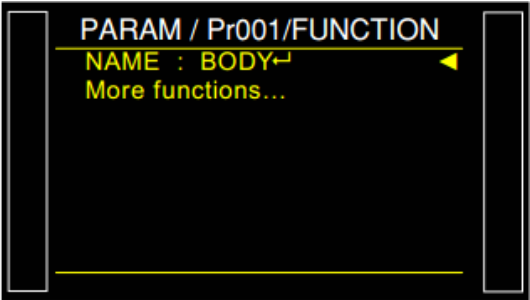 PARAM / Pr001/FUNCTION
NAME : BODY↵ ◄
More functions...